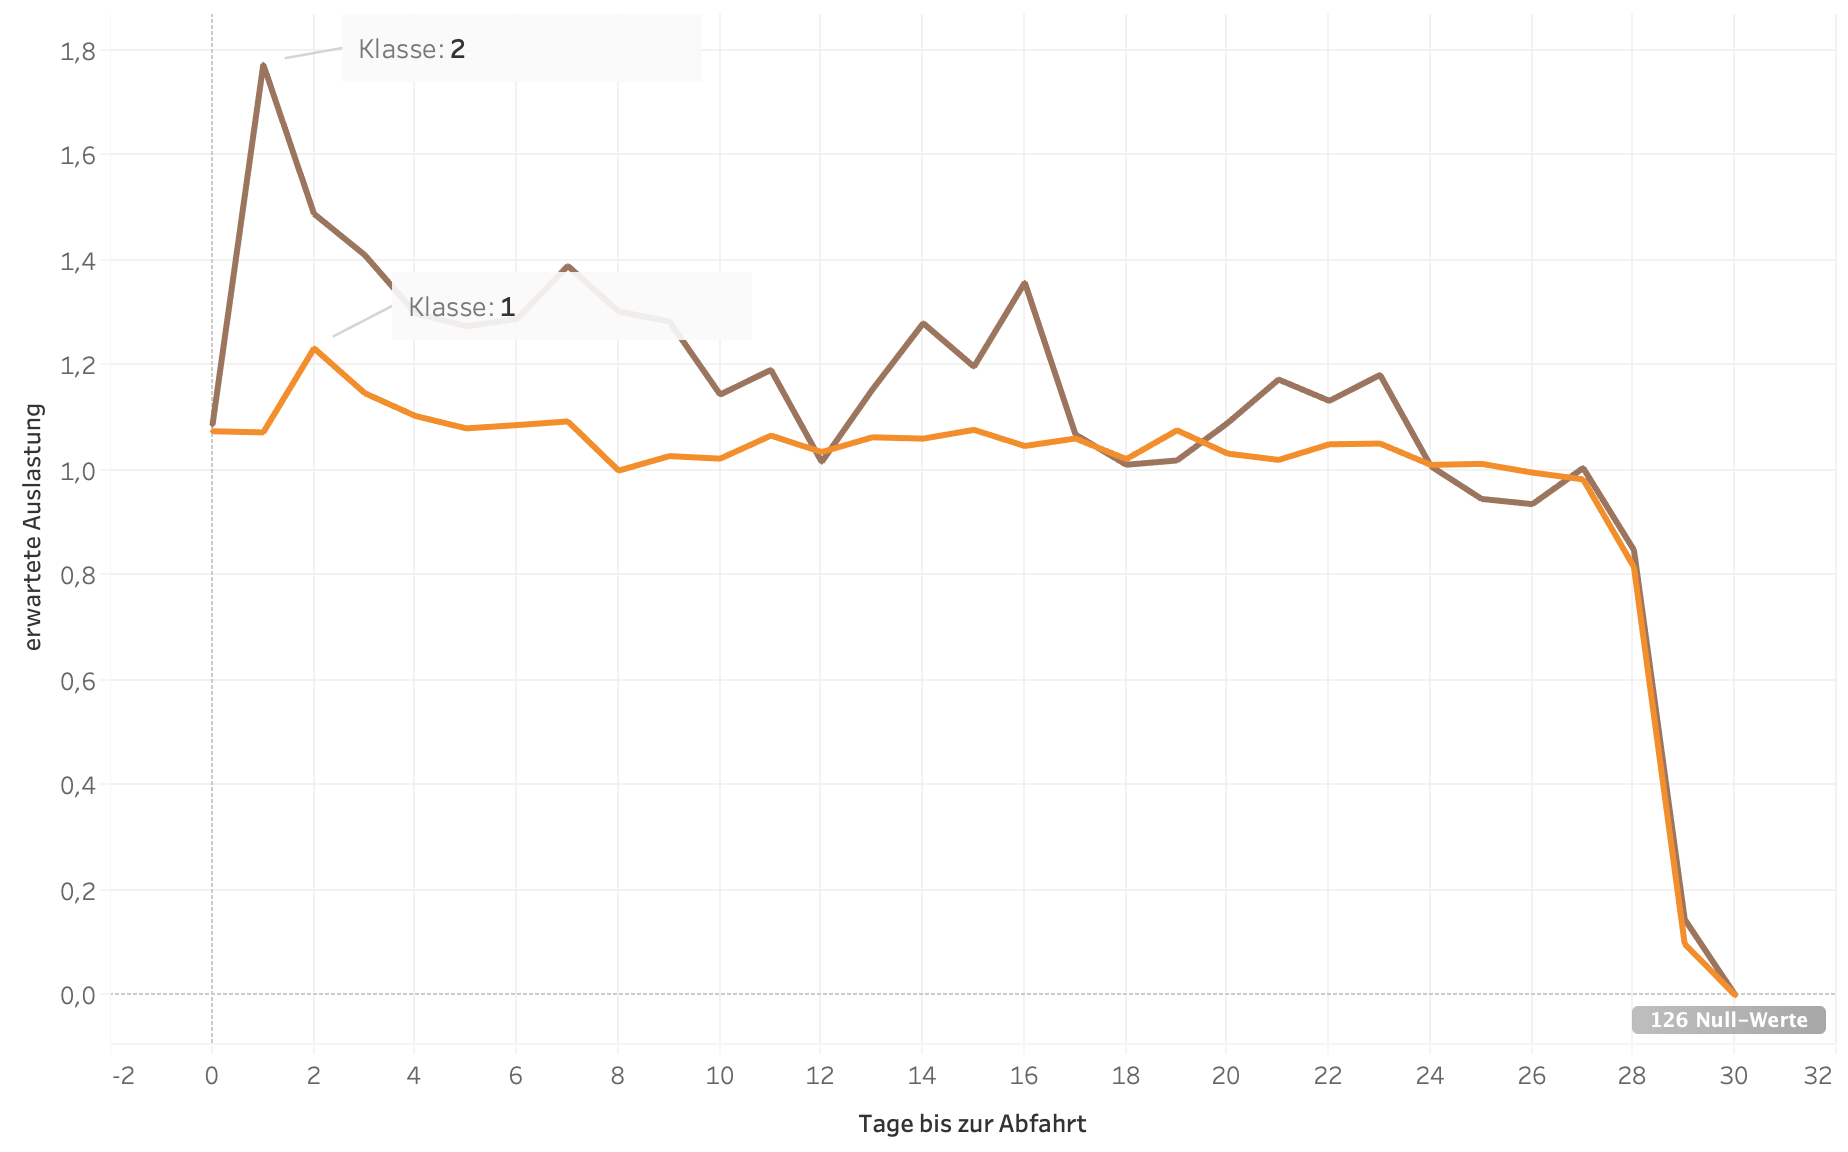 Klasse: 2
Klasse: 1
erwartete Auslastung
1,8
1,6
1,4
1,2
1,0
0,8
0,6
0,4
0,2
0,0
126 Null-Werte
-2 0 2 4 6 8 10 12 14 16 18 20 22 24 26 28 30 32
Tage bis zur Abfahrt